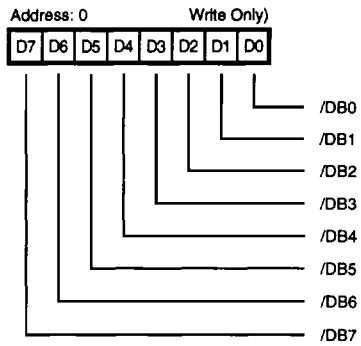 Address: 0 Write Only)
D7 D6 D5 D4 D3 D2 D1 D0
/DB0
/DB1
/DB2
/DB3
/DB4
/DB5
/DB6
/DB7